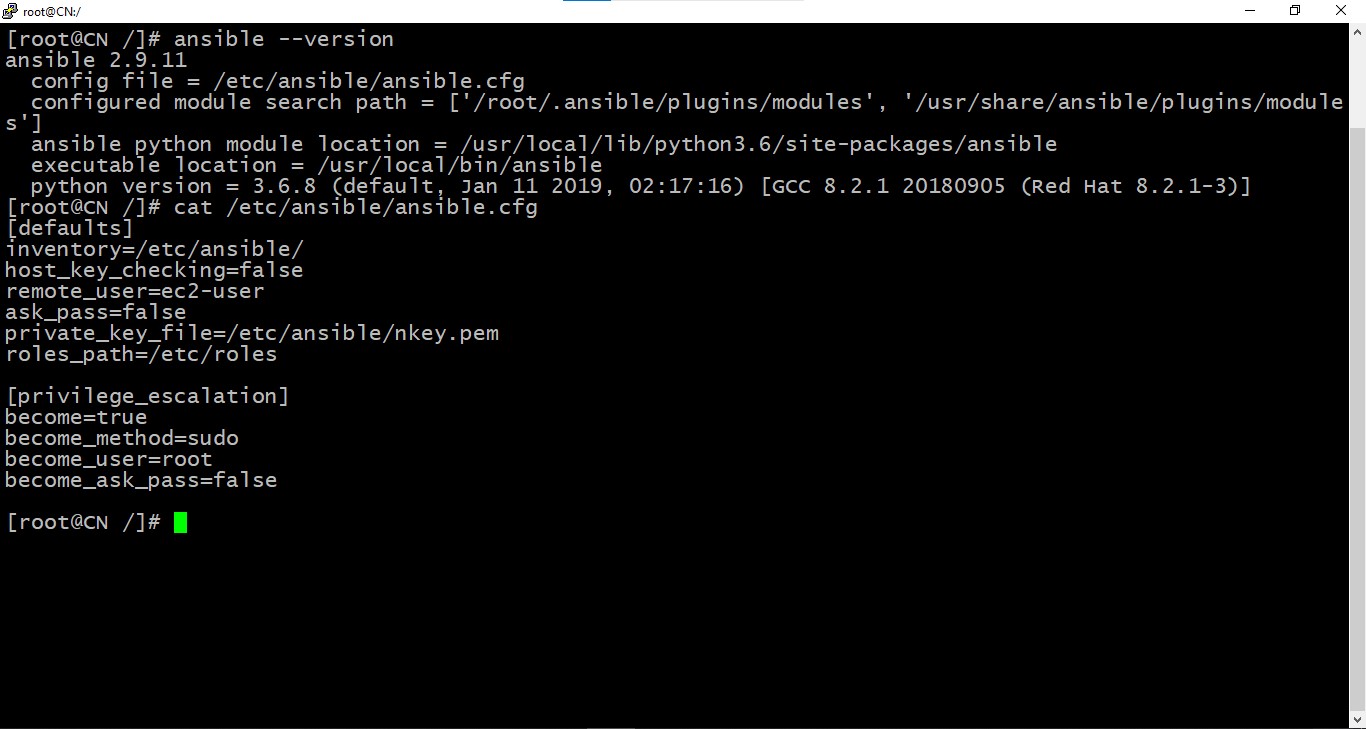 root@CN:/
[root@CN /]# ansible --version
ansible 2.9.11
  config file = /etc/ansible/ansible.cfg
  configured module search path = ['/root/.ansible/plugins/modules', '/usr/share/ansible/plugins/module
s']
  ansible python module location = /usr/local/lib/python3.6/site-packages/ansible
  executable location = /usr/local/bin/ansible
  python version = 3.6.8 (default, Jan 11 2019, 02:17:16) [GCC 8.2.1 20180905 (Red Hat 8.2.1-3)]
[root@CN /]# cat /etc/ansible/ansible.cfg
[defaults]
inventory=/etc/ansible/
host_key_checking=false
remote_user=ec2-user
ask_pass=false
private_key_file=/etc/ansible/nkey.pem
roles_path=/etc/roles
[privilege_escalation]
become=true
become_method=sudo
become_user=root
become_ask_pass=false
[root@CN /]#